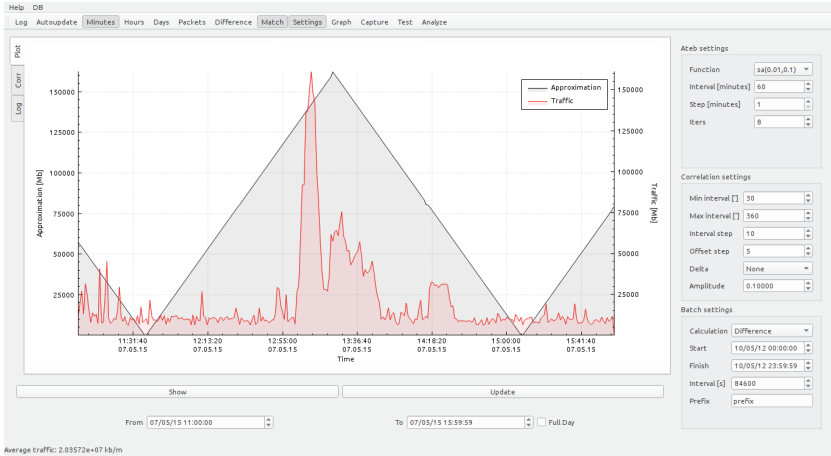 Help DB
Log Autoupdate Minutes Hours Days Packets Difference Match Settings Graph Capture Test Analyze
Plot
Corr
Log
Approximation [Mb]
150000
125000
100000
75000
50000
25000
Approximation
Traffic
150000
125000
100000
75000
50000
25000
Traffic [Mb]
11:31:40 12:13:20 12:55:00 13:36:40 14:18:20 15:00:00 15:41:40
07.05.15 07.05.15 07.05.15 07.05.15 07.05.15 07.05.15 07.05.15
Time
Show Update
From 07/05/15 11:00:00 To 07/05/15 15:59:59 Full Day
Average traffic: 2.03572e+07 kb/m
Ateb settings
Function sa(0.01,0.1)
Interval [minutes] 60
Step [minutes] 1
Iters 8
Correlation settings
Min interval ['] 30
Max interval ['] 360
Interval step 10
Offset step 5
Delta None
Amplitude 0.10000
Batch settings
Calculation Difference
Start 10/05/12 00:00:00
Finish 10/05/12 23:59:59
Interval [s] 84600
Prefix prefix